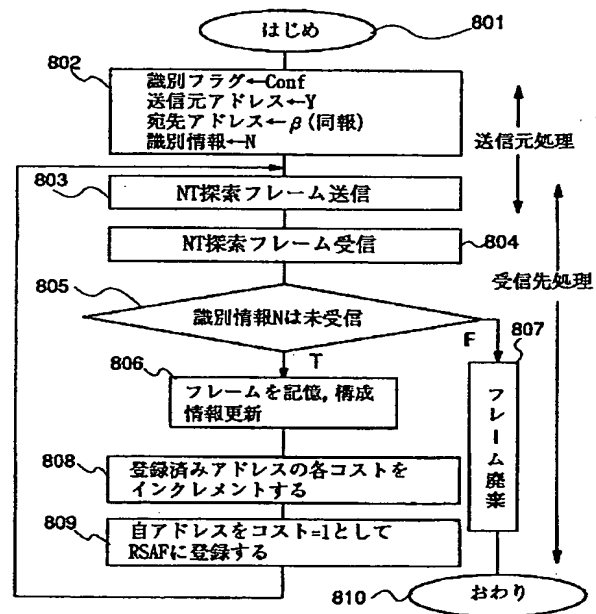 はじめ
801
802
識別フラグ←Conf
送信元アドレス←Y
宛先アドレス←β(同報)
識別情報←N
送信元処理
803
NT探索フレーム送信
NT探索フレーム受信
804
受信先処理
805
識別情報Nは未受信
F
807
T
806
フレームを記憶,構成
情報更新
フレーム廃棄
808
登録済みアドレスの各コストを
インクレメントする
809
自アドレスをコスト=1として
RSAFに登録する
810
おわり